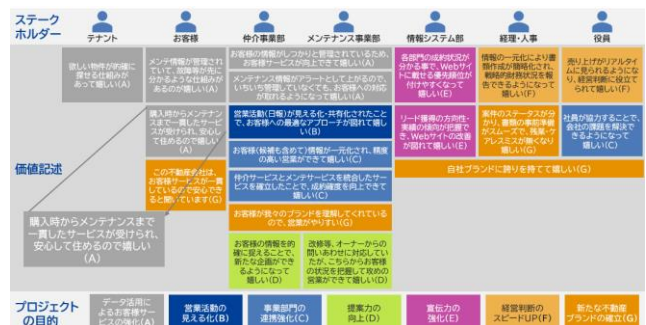 ステーク
ホルダー
テナント
お客様
仲介事業部
メンテナンス事業部
情報システム部
経理・人事
役員
価値記述
欲しい物件が的確に
探せる仕組みが
あって嬉しい(A)
メンテ情報が管理さ
れていて、故障等が先に
分かるような仕組みが
あるのが嬉しい(A)
お客様の情報がしっかりと管理されているため、
お客様サービスが向上できて嬉しい(A)
メンテナンス情報がアラートとして上がるので、
いちいち管理していなくても、お客様への対応
が取れるようになって嬉しい(A)
各部門の成約状況が
分かる事で、Webサイ
トに載せる優先順位が
付けやすくなって
嬉しい(E)
情報の一元化により書
類作成が簡略化され、
戦略的財務状況を報
告できるようになって
嬉しい(F)
売り上げがリアルタイ
ムに見られるようにな
り、経営判断に役立て
られて嬉しい(F)
購入時からメンテナン
スまで一貫したサービ
スが受けられ、安心し
て住めるので嬉しい
(A)
営業活動(日報)が見える化・共有化されたこ
とで、お客様への最適なアプローチが図れて嬉しい
(B)
お客様(候補も含めて)情報が一元化され、精度
の高い営業ができて嬉しい(C)
仲介サービスとメンテサービスを統合したサービ
スを確立したことで、成約確度を向上できて
嬉しい(C)
リード獲得の方向性・
実績の傾向が把握で
き、Webサイトの改善
が図れて嬉しい(E)
案件のステータスが分
かり、書類の事前準備
がスムーズで、残業・ケ
アレスミスが無くなり
嬉しい(G)
社員が協力することで、
会社の課題を解決で
きるようになって
嬉しい(C)
自社ブランドに誇りを持てて嬉しい(G)
この不動産会社は、
お客様サービスが一貫
しているので安心でき
ると聞いています(G)
お客様が我々のブランドを理解してくれている
ので、営業がやりすい(G)
購入時からメンテナンスまで
一貫したサービスが受けられ、
安心して住めるので嬉しい
(A)
お客様の情報を的
確に捉えることで、
新たな企画ができ
るようになって
嬉しい(D)
改修等、オーナーからの
問いあわせに対応してい
たが、こちらからお客様
の状況を把握して攻めの
営業ができて嬉しい(D)
プロジェクト
の目的
データ活用に
よるお客様サー
ビスの強化(A)
営業活動の
見える化(B)
事業部門の
連携強化(C)
提案力の
向上(D)
宣伝力の
強化(E)
経営判断の
スピードUP(F)
新たな不動産
ブランドの確立(G)